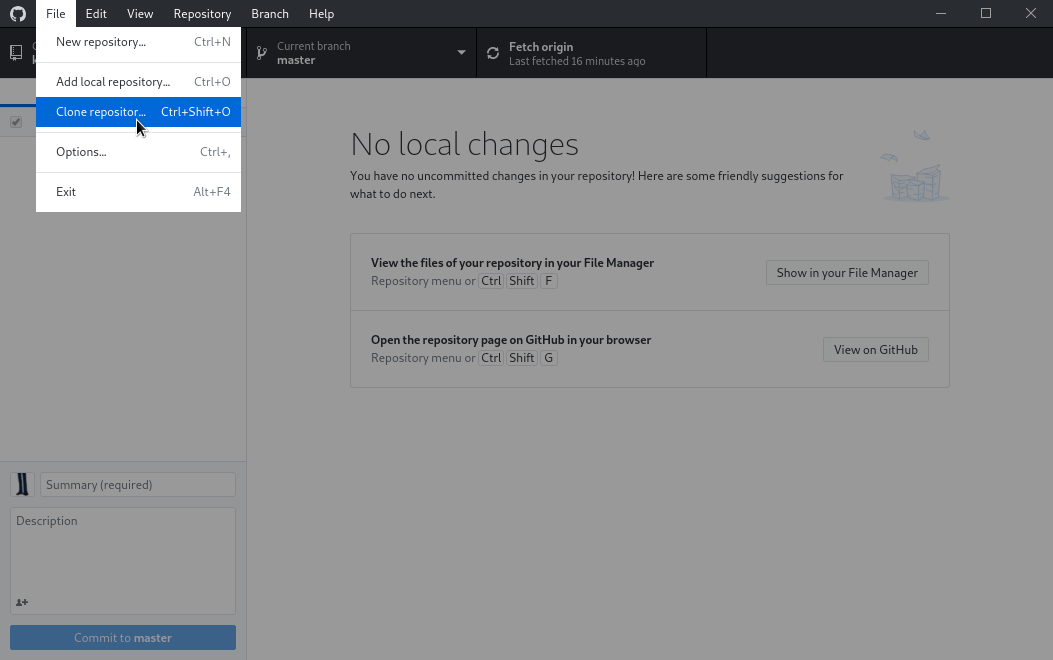 File Edit View Repository Branch Help
New repository... Ctrl+N
Add local repository... Ctrl+O
Clone repositor... Ctrl+Shift+O
Options... Ctrl+,
Exit Alt+F4
Current branch
master
Fetch origin
Last fetched 16 minutes ago
No local changes
You have no uncommitted changes in your repository! Here are some friendly suggestions for
what to do next.
View the files of your repository in your File Manager
Repository menu or Ctrl Shift F
Show in your File Manager
Open the repository page on GitHub in your browser
Repository menu or Ctrl Shift G
View on GitHub
Summary (required)
Description
Commit to master